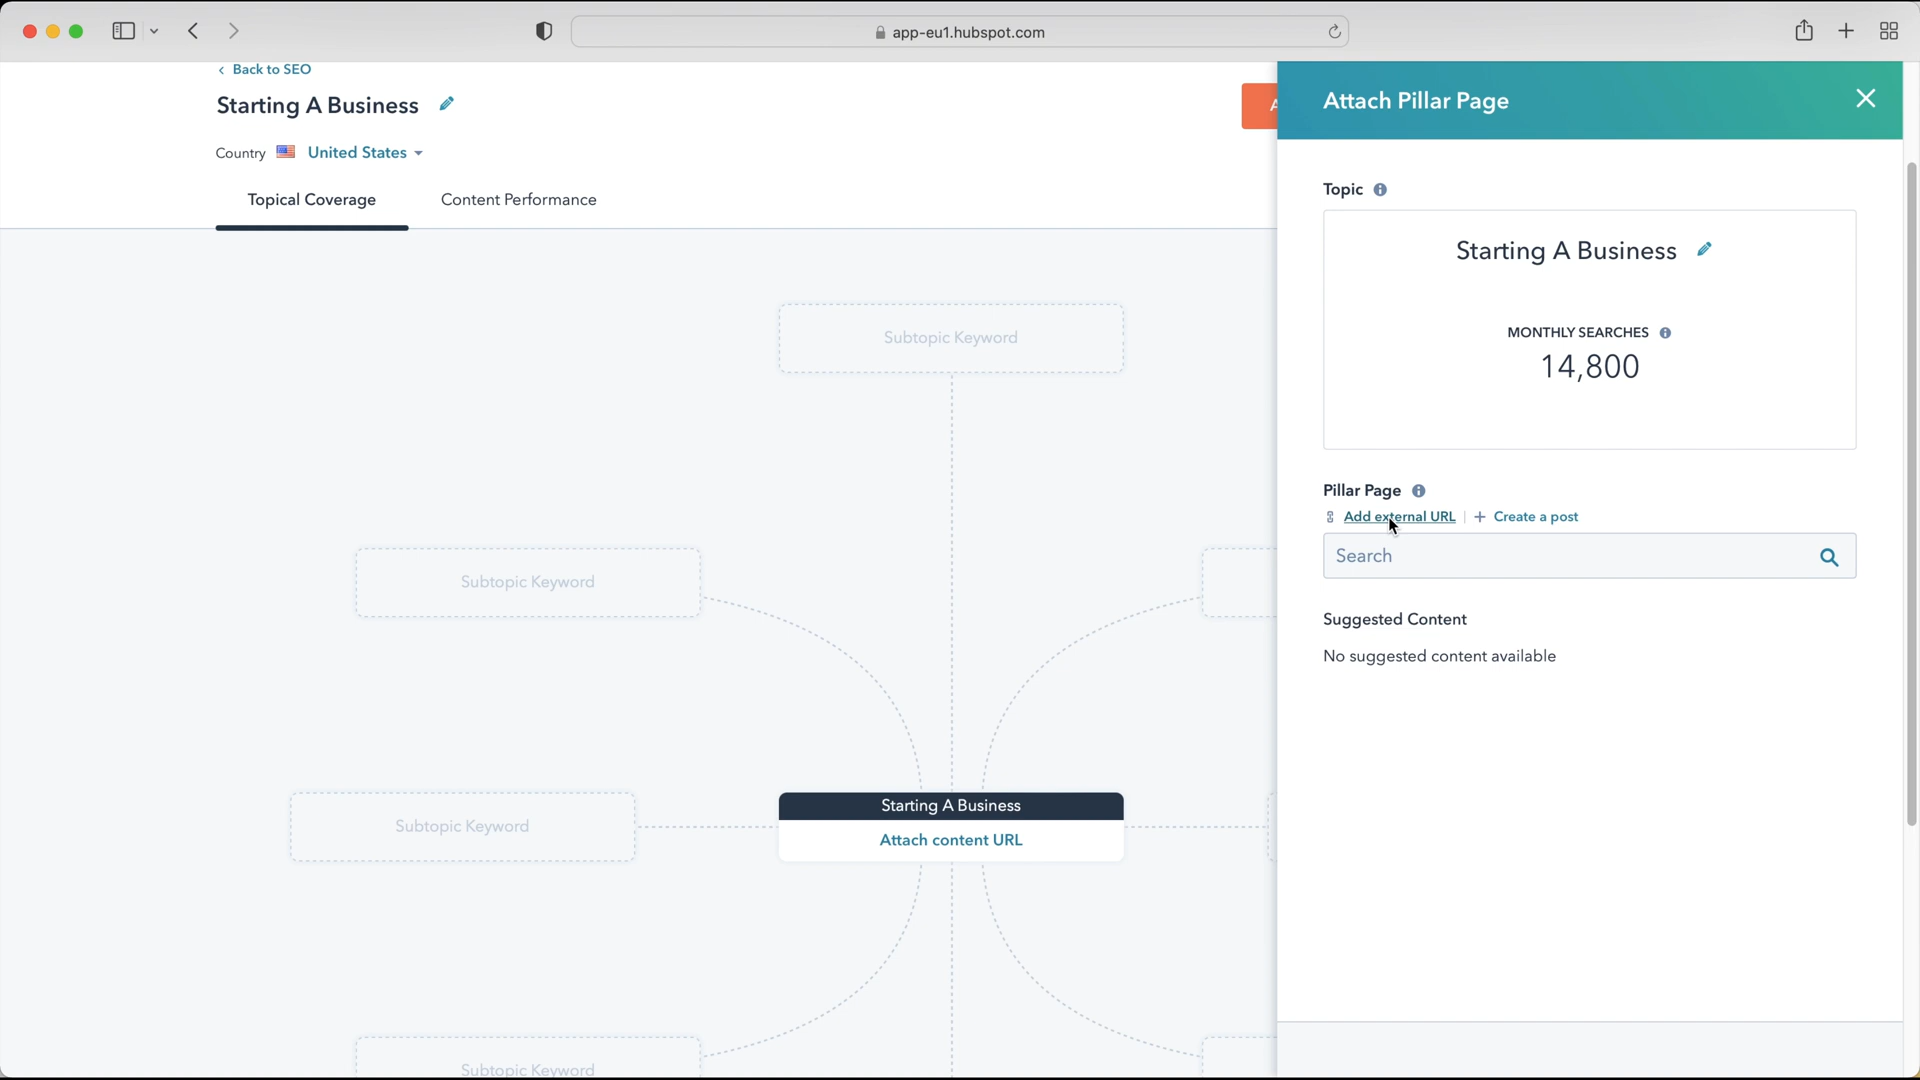 app-eu1.hubspot.com
Back to SEO
Starting A Business
Country United States
Topical Coverage Content Performance
Subtopic Keyword
Subtopic Keyword
Subtopic Keyword
Starting A Business
Attach content URL
Subtopic Keyword
Attach Pillar Page
Topic
Starting A Business
MONTHLY SEARCHES
14,800
Pillar Page
Add external URL | + Create a post
Search
Suggested Content
No suggested content available